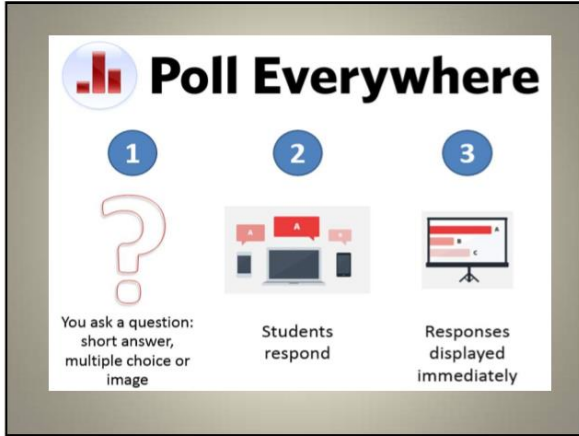 Poll Everywhere
1
2
3
A
A
A
B
C
You ask a question:
short answer,
multiple choice or
image
Students
respond
Responses
displayed
immediately